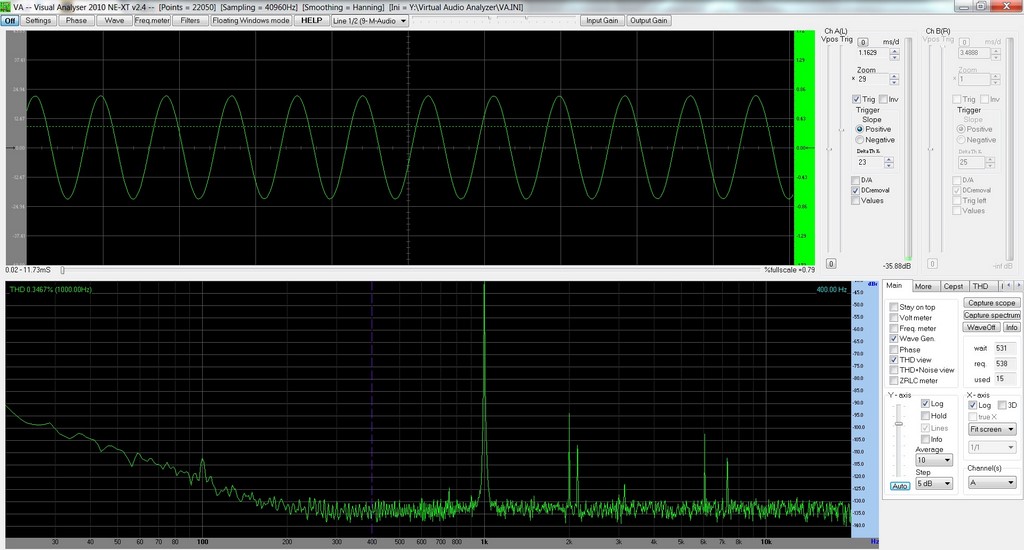 VA -- Visual Analyser 2010 NE-XT v2.4 -- [Points = 22050] [Sampling = 40960Hz] [Smoothing = Hanning] [Ini = Y:\Virtual Audio Analyzer\VA.INI]
Off Settings Phase Wave Freq.meter Filters Floating Windows mode HELP Line 1/2 (9- M-Audio Input Gain Output Gain
Ch A(L)
Vpos Trig 0 ms/d
1.1629
Zoom
× 29
Trig Inv
Trigger
Slope
Positive
Negative
DeltaTh %
23
D/A
DCremoval
Values
0 -35.88dB
Ch B(R)
Vpos Trig 0 ms/d
3.4888
Zoom
× 1
Trig Inv
Trigger
Slope
Positive
Negative
DeltaTh %
25
D/A
DCremoval
Trig left
Values
0 -inf dB
0.02 - 11.73mS %fullscale = 0.79
THD 0.3467% (1000.00Hz) 400.00 Hz dBr
-45.0
-50.0
-55.0
-60.0
-65.0
-70.0
-75.0
-80.0
-85.0
-90.0
-95.0
-100.0
-105.0
-110.0
-115.0
-120.0
-125.0
-130.0
-135.0
-140.0
30 40 50 60 70 80 100 200 300 400 500 600 700 800 1k 2k 3k 4k 5k 6k 7k 8k 10k Hz
Main More Cepst THD
Stay on top
Volt meter
Freq. meter
Wave Gen.
Phase
THD view
THD+Noise view
ZRLC meter
Capture scope
Capture spectrum
WaveOff Info
wait 531
req. 538
used 15
Y - axis
Log
Hold
Lines
Info
Average
10
Step
Auto 5 dB
X- axis
Log 3D
true X
Fit screen
1/1
Channel(s)
A